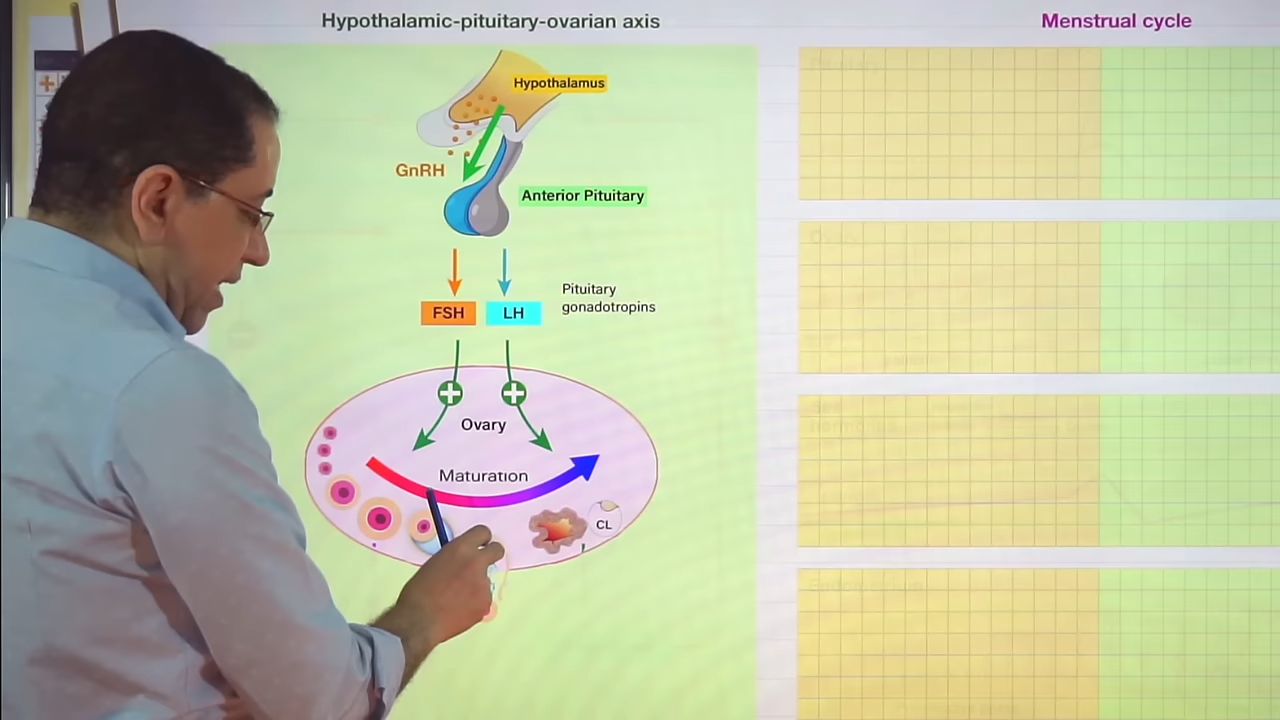 Hypothalamic-pituitary-ovarian axis
Menstrual cycle
Hypothalamus
GnRH
Anterior Pituitary
FSH
LH
Pituitary
gonadotropins
Ovary
Maturation
CL